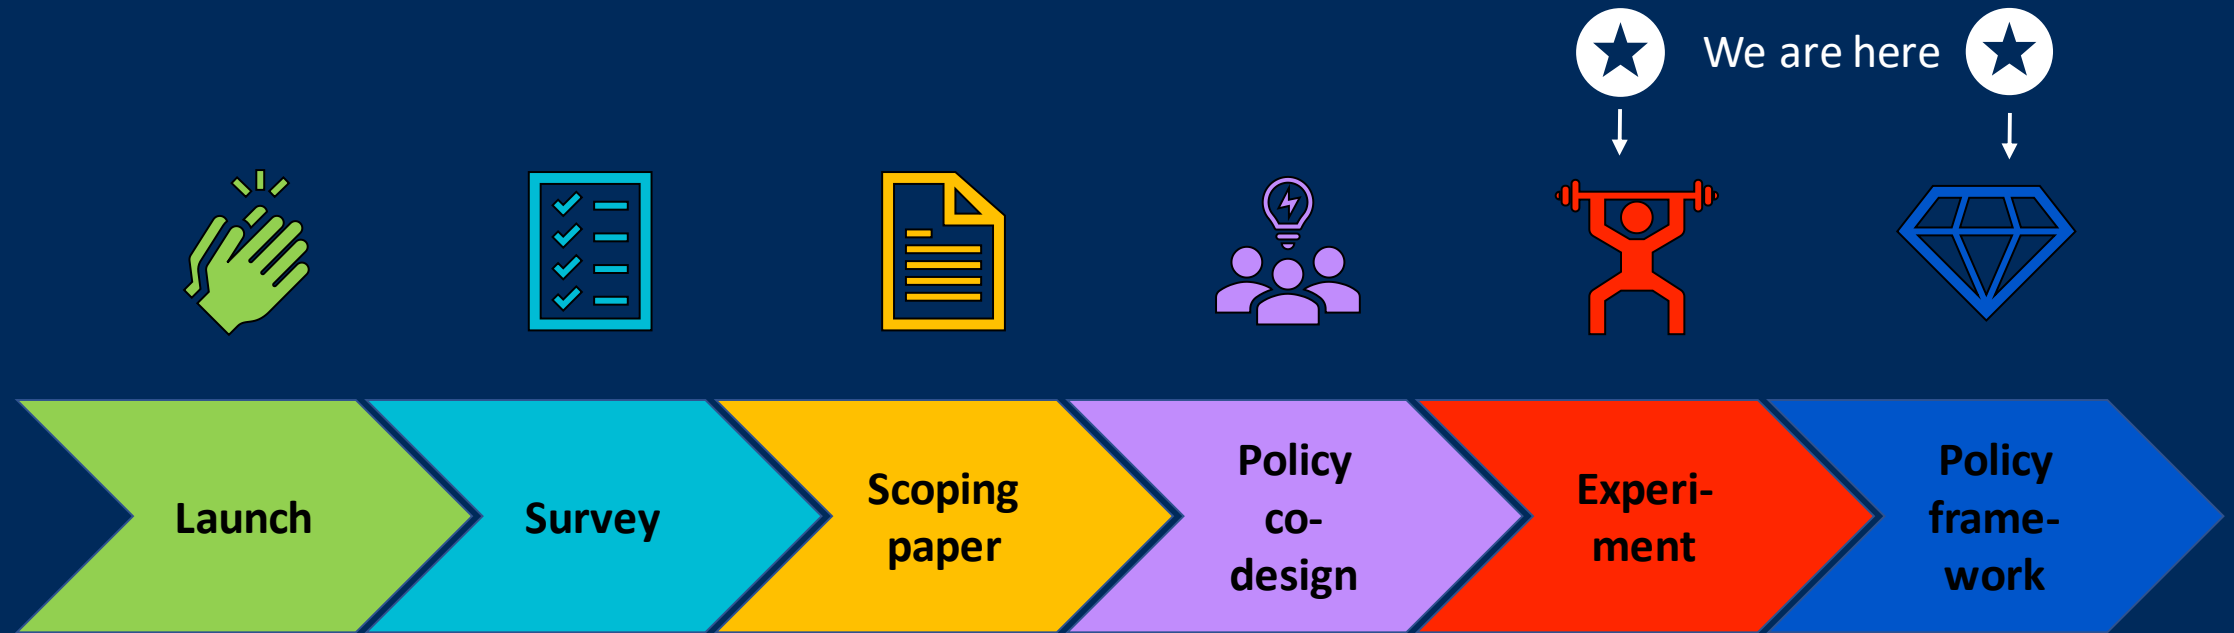 We are here
Launch
Survey
Scoping
paper
Policy
co-
design
Experi-
ment
Policy
frame-
work